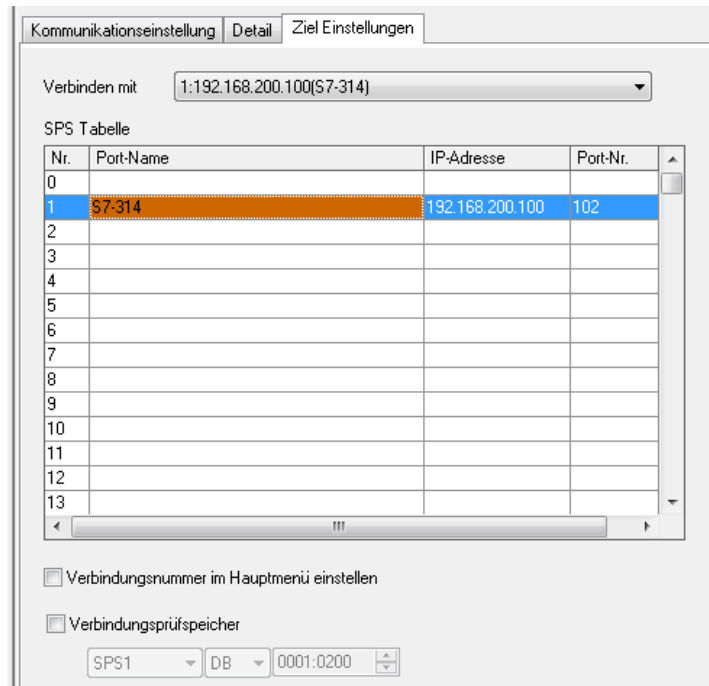 Kommunikationseinstellung Detail Ziel Einstellungen
Verbinden mit 1:192.168.200.100(S7-314)
SPS Tabelle
Nr. Port-Name IP-Adresse Port-Nr.
0
1 S7-314 192.168.200.100 102
2
3
4
5
6
7
8
9
10
11
12
13
Verbindungsnummer im Hauptmenü einstellen
Verbindungsprüfspeicher
SPS1 DB 0001:0200